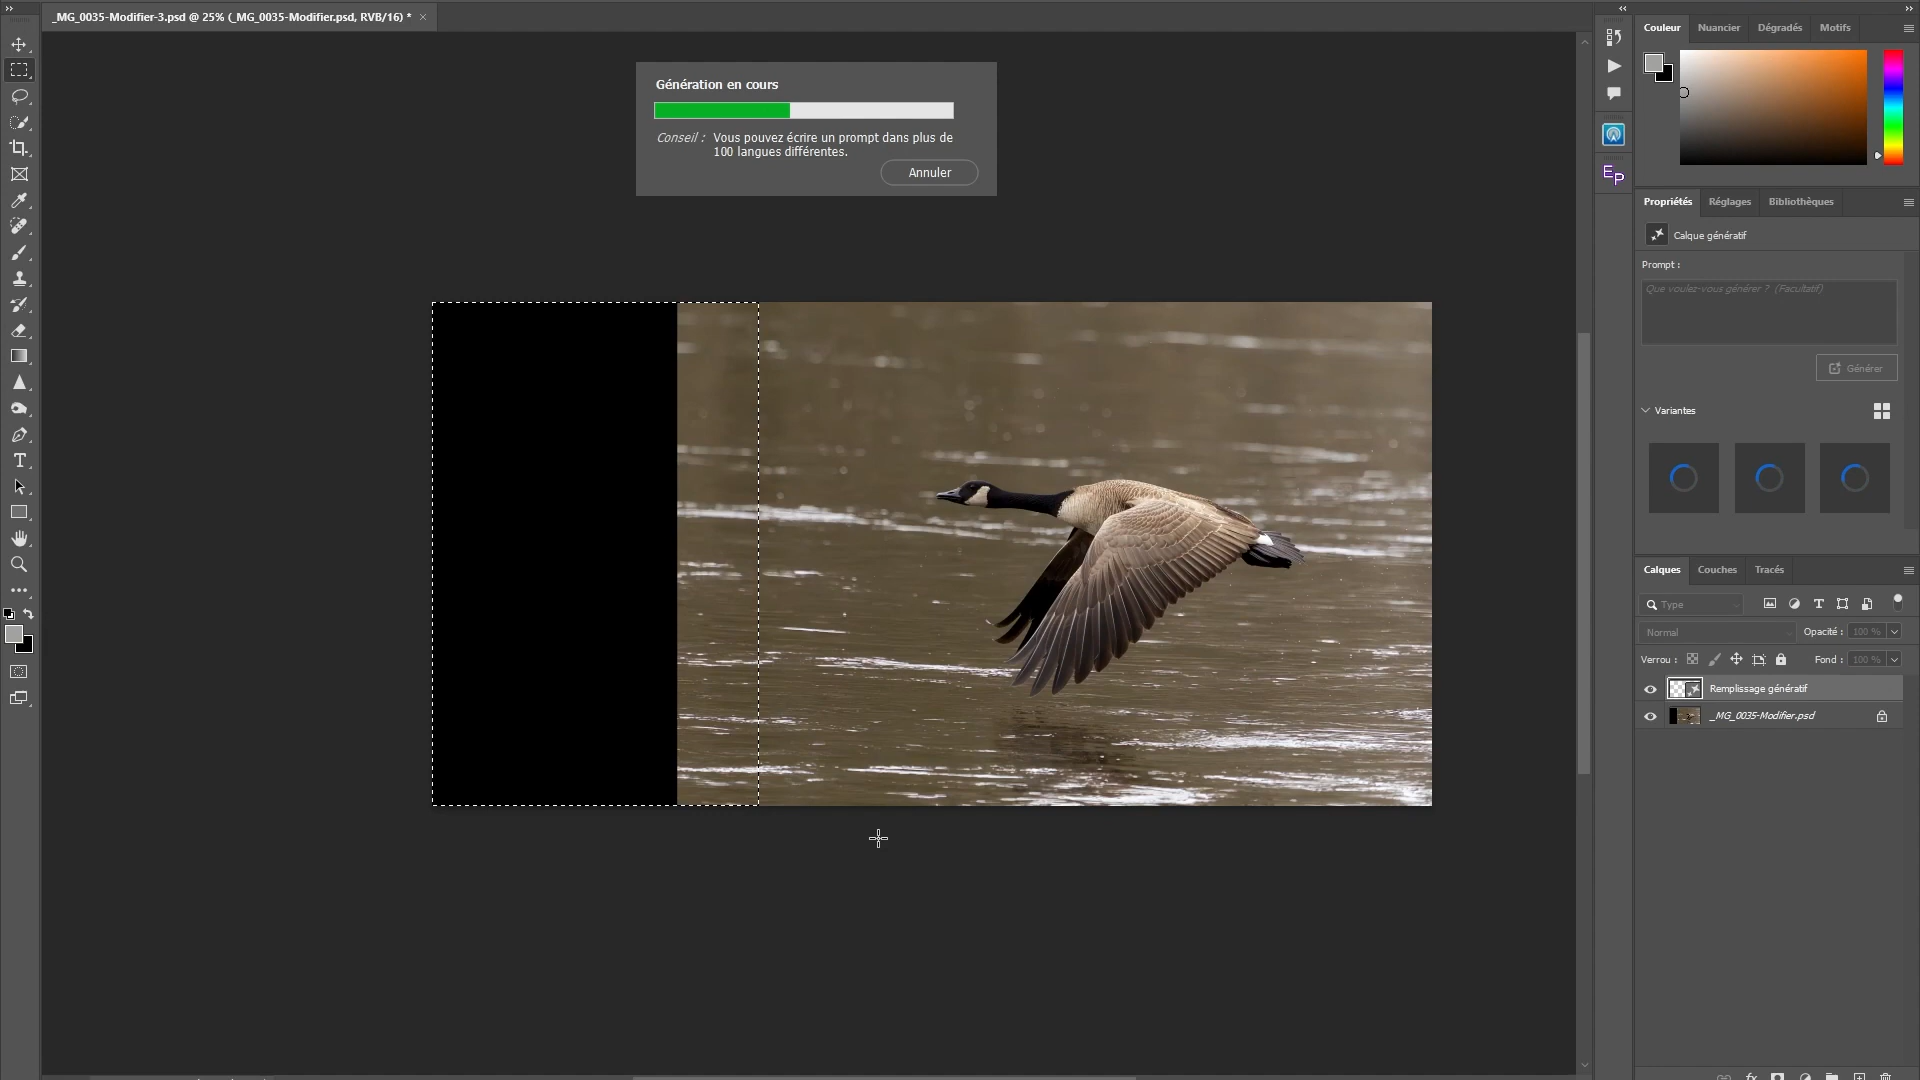 _MG_0035-Modifier-3.psd @ 25% (_MG_0035-Modifier.psd, RVB/16) *
Génération en cours
Conseil : Vous pouvez écrire un prompt dans plus de
100 langues différentes.
Annuler
Couleur Nuancier Dégradés Motifs
EP
Propriétés Réglages Bibliothèques
Calque génératif
Prompt :
Que voulez-vous générer ? (Facultatif)
Générer
Variantes
Calques Couches Tracés
Type
Normal Opacité : 100 %
Verrou : Fond : 100 %
Remplissage génératif
_MG_0035-Modifier.psd
fx